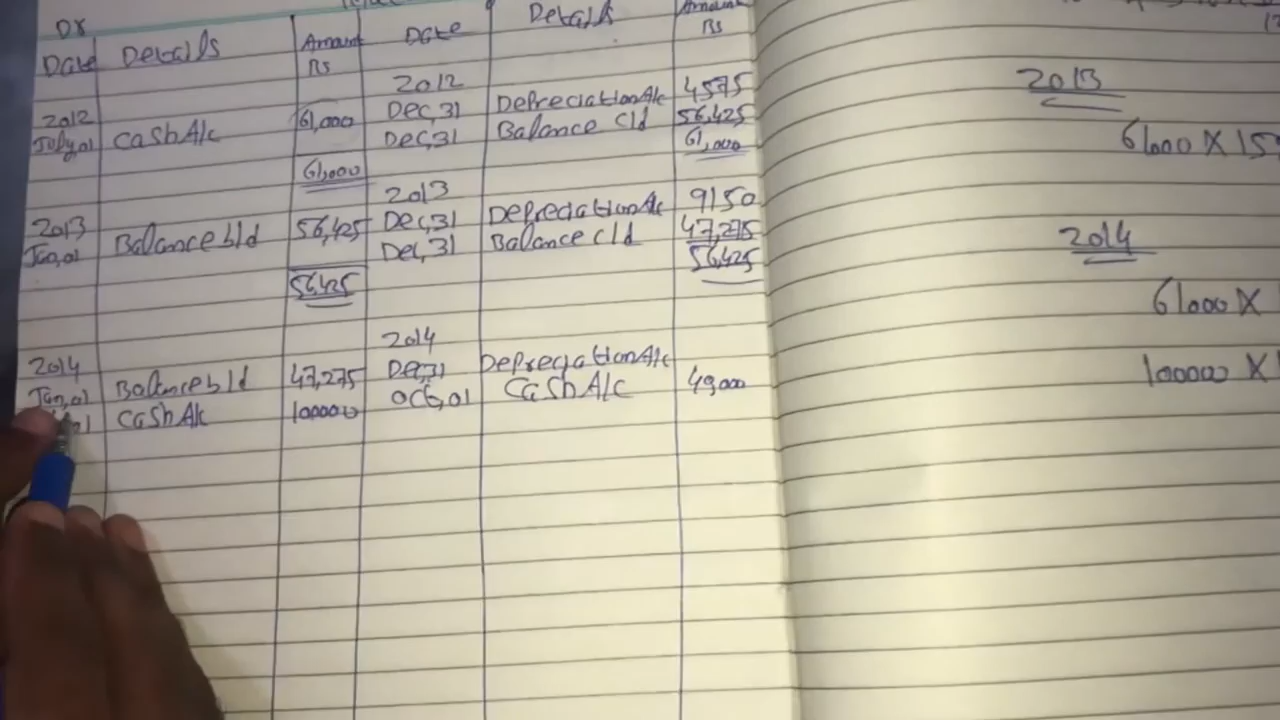 Dr
Date Details Amount Rs Date Details Amount Rs
2012
2012 Dec,31 Depreciation A/c 4575
July,01 Cash A/c 61,000 Dec,31 Balance c/d 56,425
61,000 61,000
2013
2013 Dec,31 Depreciation A/c 9150
Jan,01 Balance b/d 56,425 Dec,31 Balance c/d 47,275
56,425 56,425
2014
2014 Dec,31 Depreciation A/c
Jan,01 Balance b/d 47,275 Oct,01 Cash A/c 49,000
Cash A/c 100000
2013
61000 X 15
2014
61000 X
100000 X